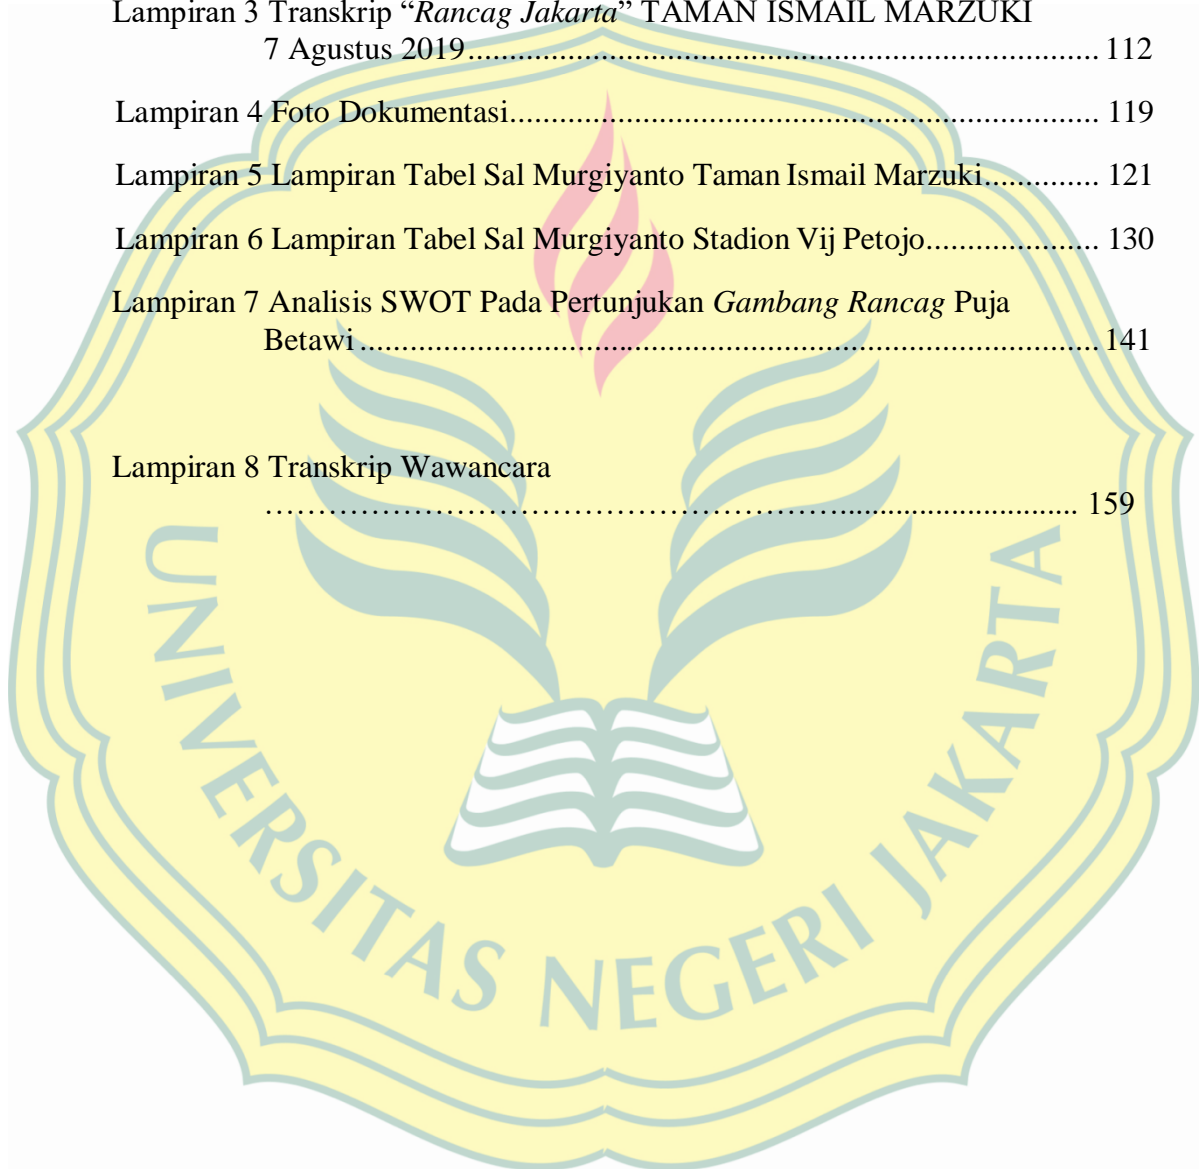 Lampiran 3 Transkrip “Rancag Jakarta” TAMAN ISMAIL MARZUKI
7 Agustus 2019........................................................................... 112
Lampiran 4 Foto Dokumentasi...................................................................... 119
Lampiran 5 Lampiran Tabel Sal Murgiyanto Taman Ismail Marzuki.............. 121
Lampiran 6 Lampiran Tabel Sal Murgiyanto Stadion Vij Petojo..................... 130
Lampiran 7 Analisis SWOT Pada Pertunjukan Gambang Rancag Puja
Betawi ........................................................................................ 141
Lampiran 8 Transkrip Wawancara
………………………………………………............................ 159
UNIVERSITAS NEGERI JAKARTA